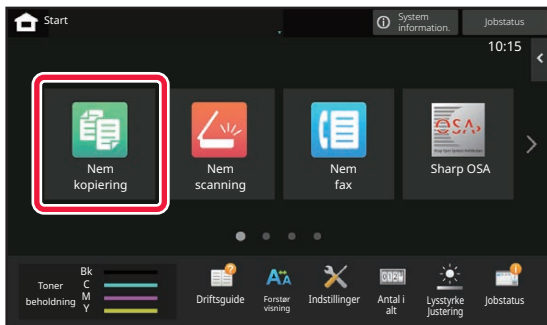 Start
System
information.
Jobstatus
10:15
Nem
kopiering
Nem
scanning
Nem
fax
OSA
Sharp OSA
Toner
beholdning
Bk
C
M
Y
Driftsguide
Forstør
visning
Indstillinger
Antal i
alt
Lysstyrke
Justering
Jobstatus